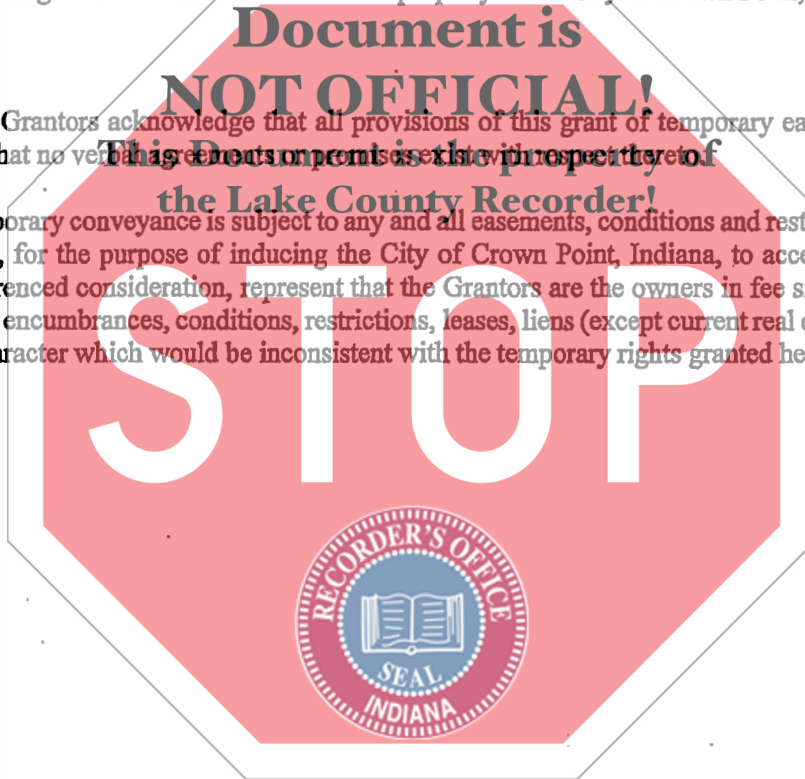 Document is
NOT OFFICIAL!
Grantors acknowledge that all provisions of this grant of temporary ea
hat no verbal agreements or promises exist with respect thereto.
This Document is the property of
the Lake County Recorder!
orary conveyance is subject to any and all easements, conditions and rest
, for the purpose of inducing the City of Crown Point, Indiana, to acce
renced consideration, represent that the Grantors are the owners in fee s
encumbrances, conditions, restrictions, leases, liens (except current real
racter which would be inconsistent with the temporary rights granted he
STOP
RECORDER'S OFFICE
SEAL
INDIANA